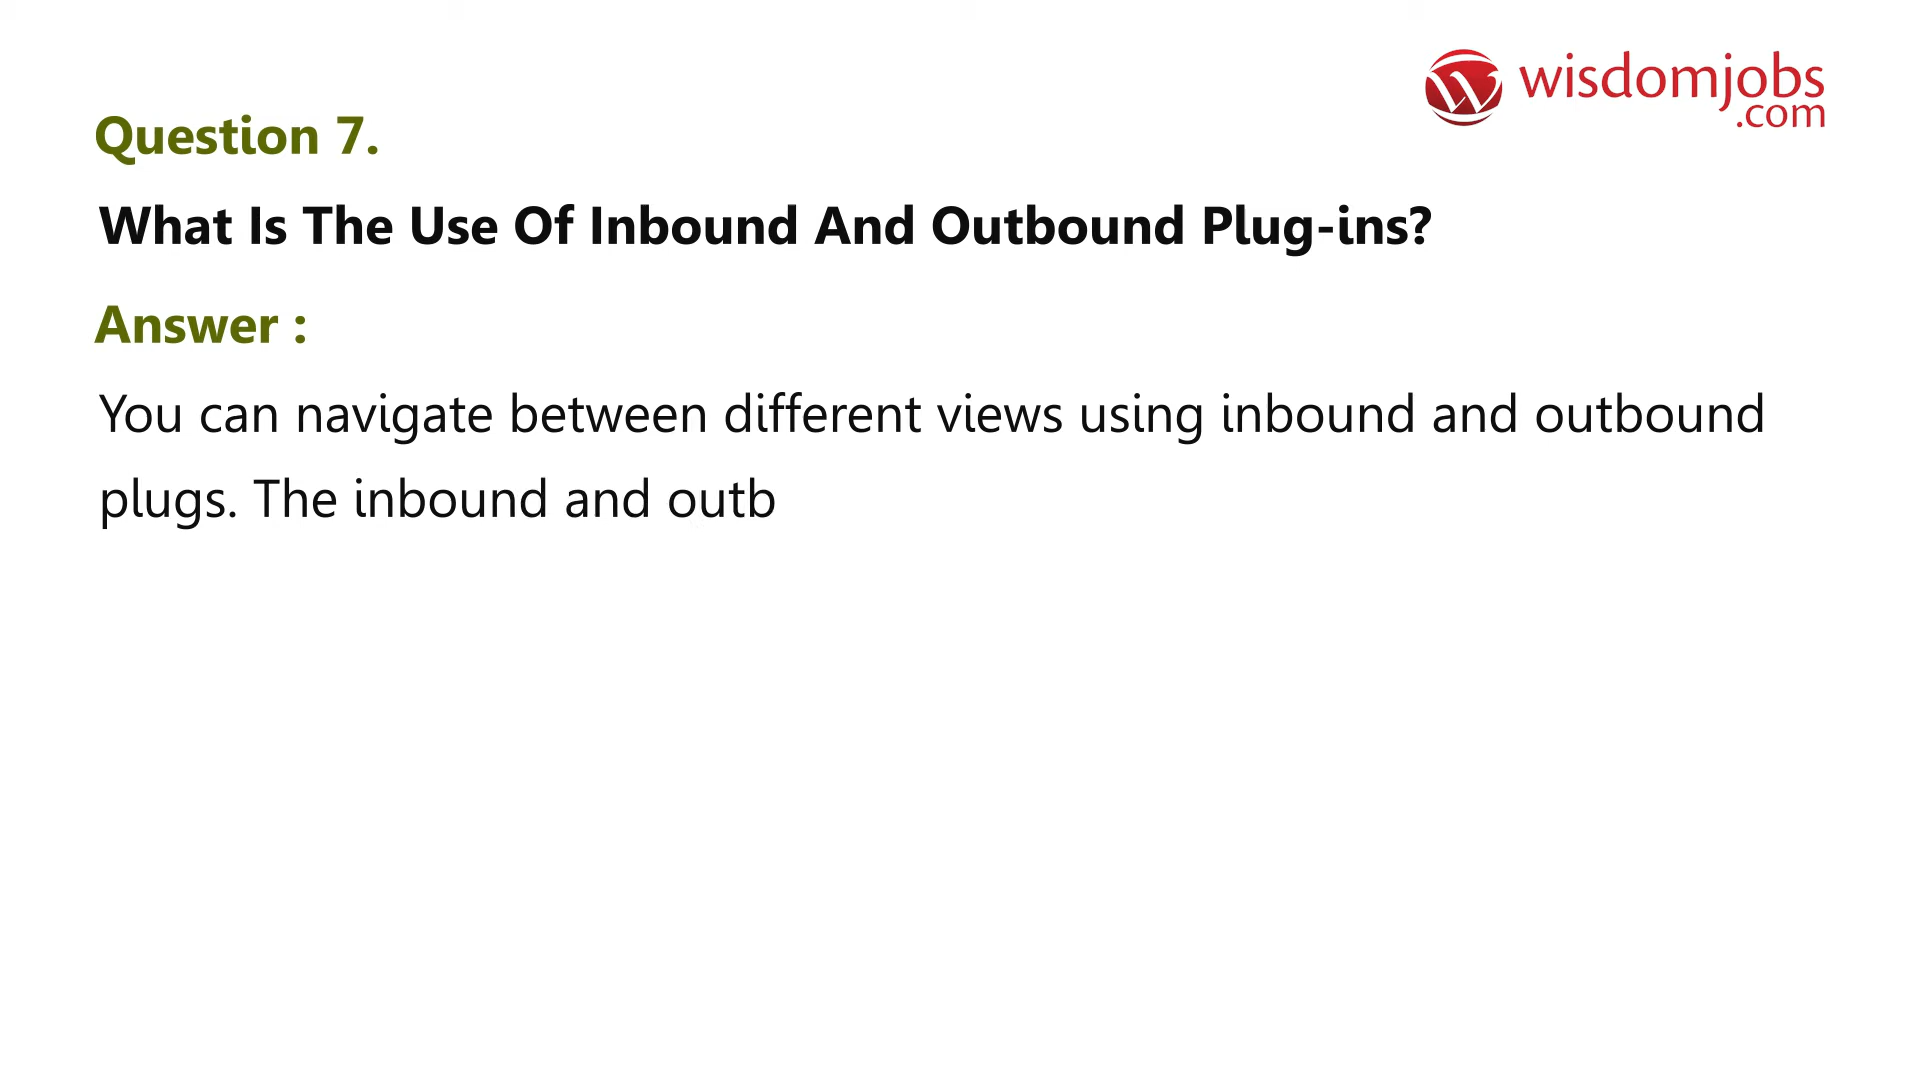 wisdomjobs
.com
Question 7.
What Is The Use Of Inbound And Outbound Plug-ins?
Answer :
You can navigate between different views using inbound and outbound
plugs. The inbound and outb